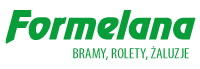 Formelana
BRAMY, ROLETY, ŻALUZJE